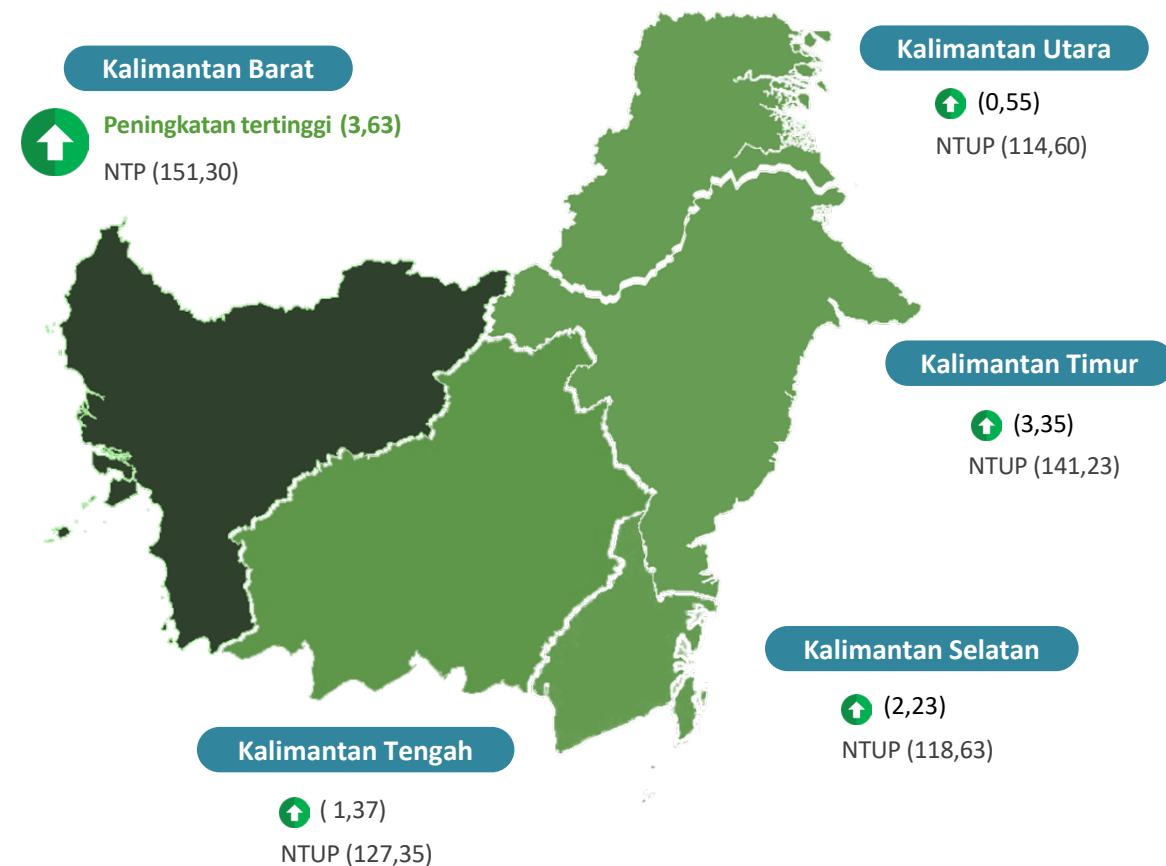 Kalimantan Barat
Peningkatan tertinggi (3,63)
NTP (151,30)
Kalimantan Utara
(0,55)
NTUP (114,60)
Kalimantan Timur
(3,35)
NTUP (141,23)
Kalimantan Selatan
(2,23)
NTUP (118,63)
Kalimantan Tengah
( 1,37)
NTUP (127,35)